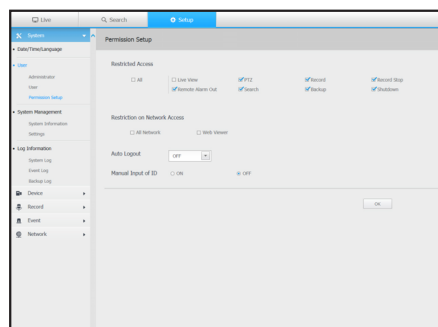 Live
Search
Setup
System
Date/Time/Language
User
Administrator
User
Permission Setup
System Management
System Information
Settings
Log Information
System Log
Event Log
Backup Log
Device
Record
Event
Network
Permission Setup
Restricted Access
All Live View PTZ Record Record Stop
Remote Alarm Out Search Backup Shutdown
Restriction on Network Access
All Network Web Viewer
Auto Logout OFF
Manual Input of ID ON OFF
OK